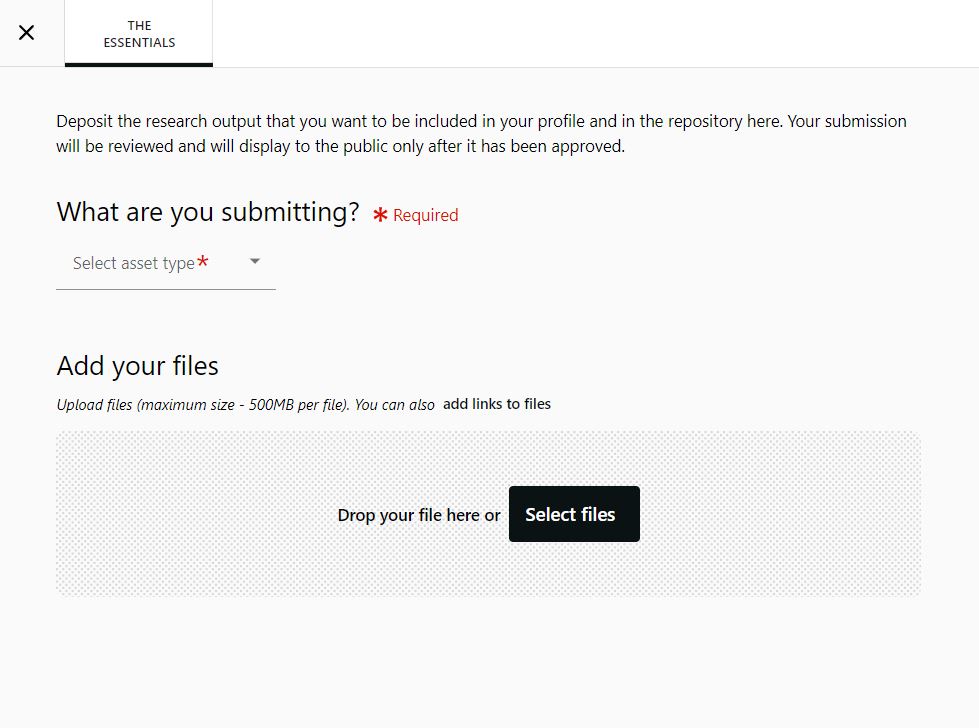 THE
ESSENTIALS
Deposit the research output that you want to be included in your profile and in the repository here. Your submission
will be reviewed and will display to the public only after it has been approved.
What are you submitting? * Required
Select asset type*
Add your files
Upload files (maximum size - 500MB per file). You can also add links to files
Drop your file here or Select files